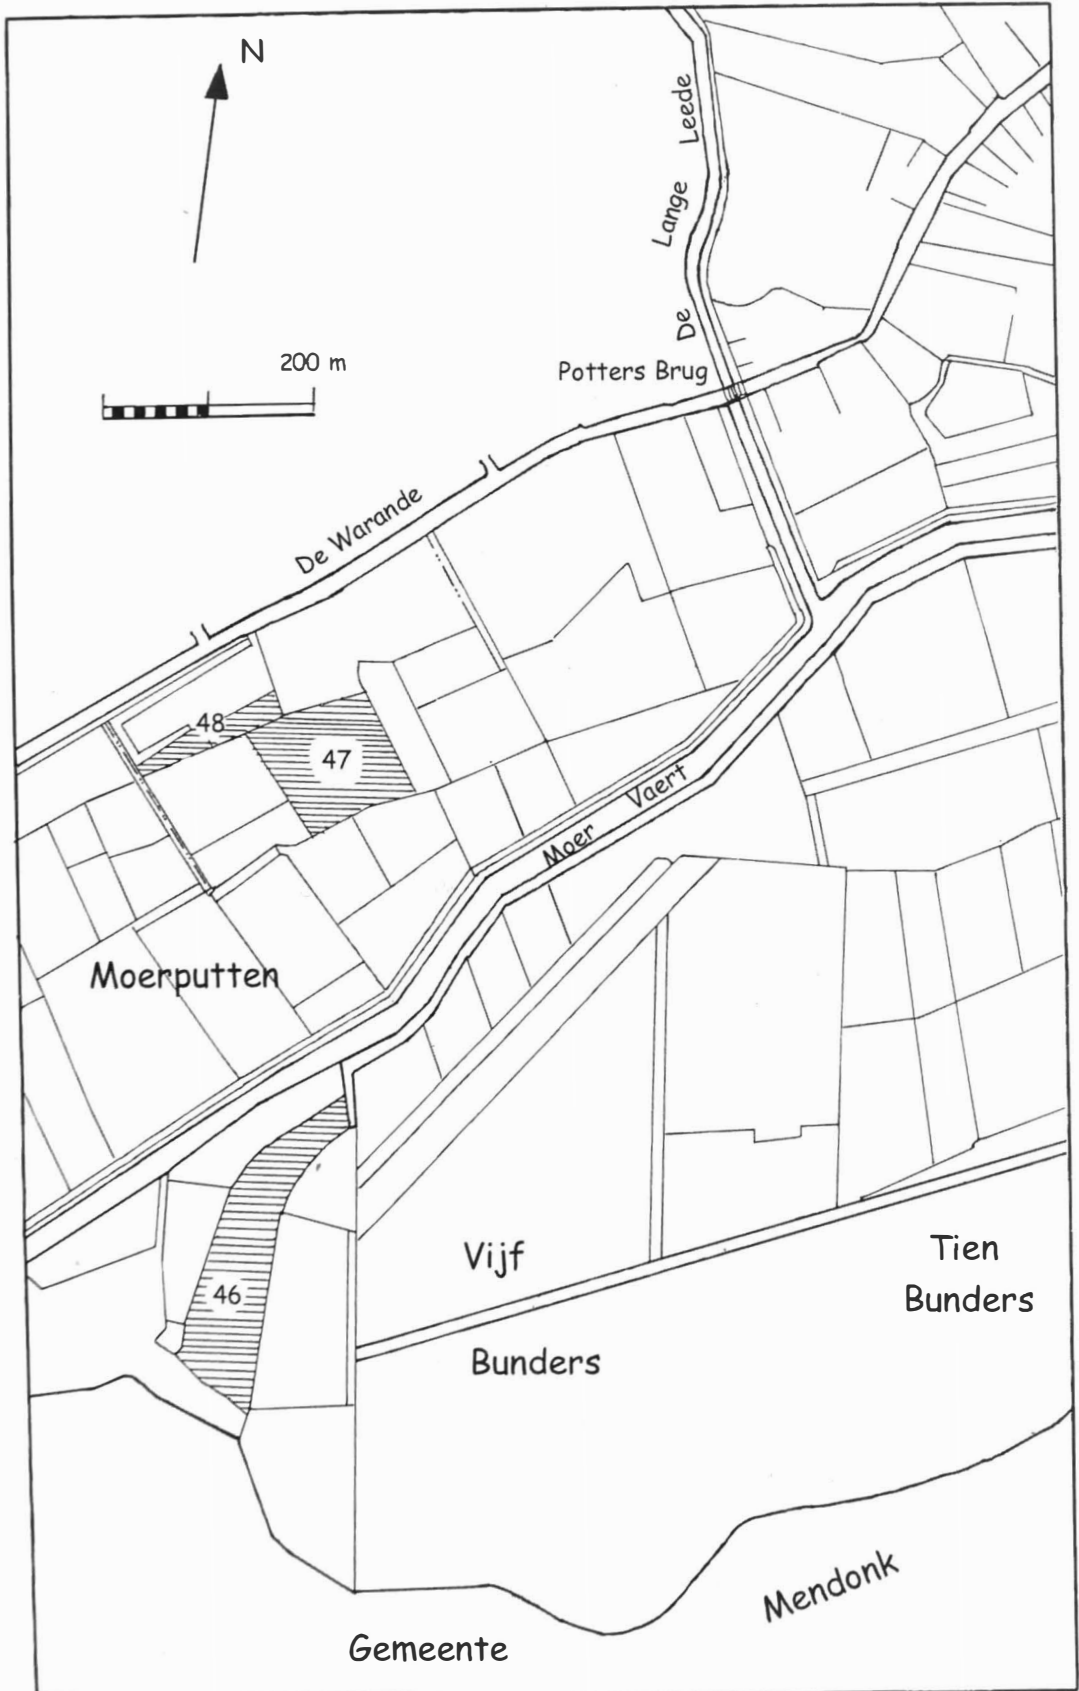 N
De Lange Leede
200 m
Potters Brug
De Warande
48
47
Moer Vaert
Moerputten
46
Vijf
Bunders
Tien
Bunders
Gemeente
Mendonk